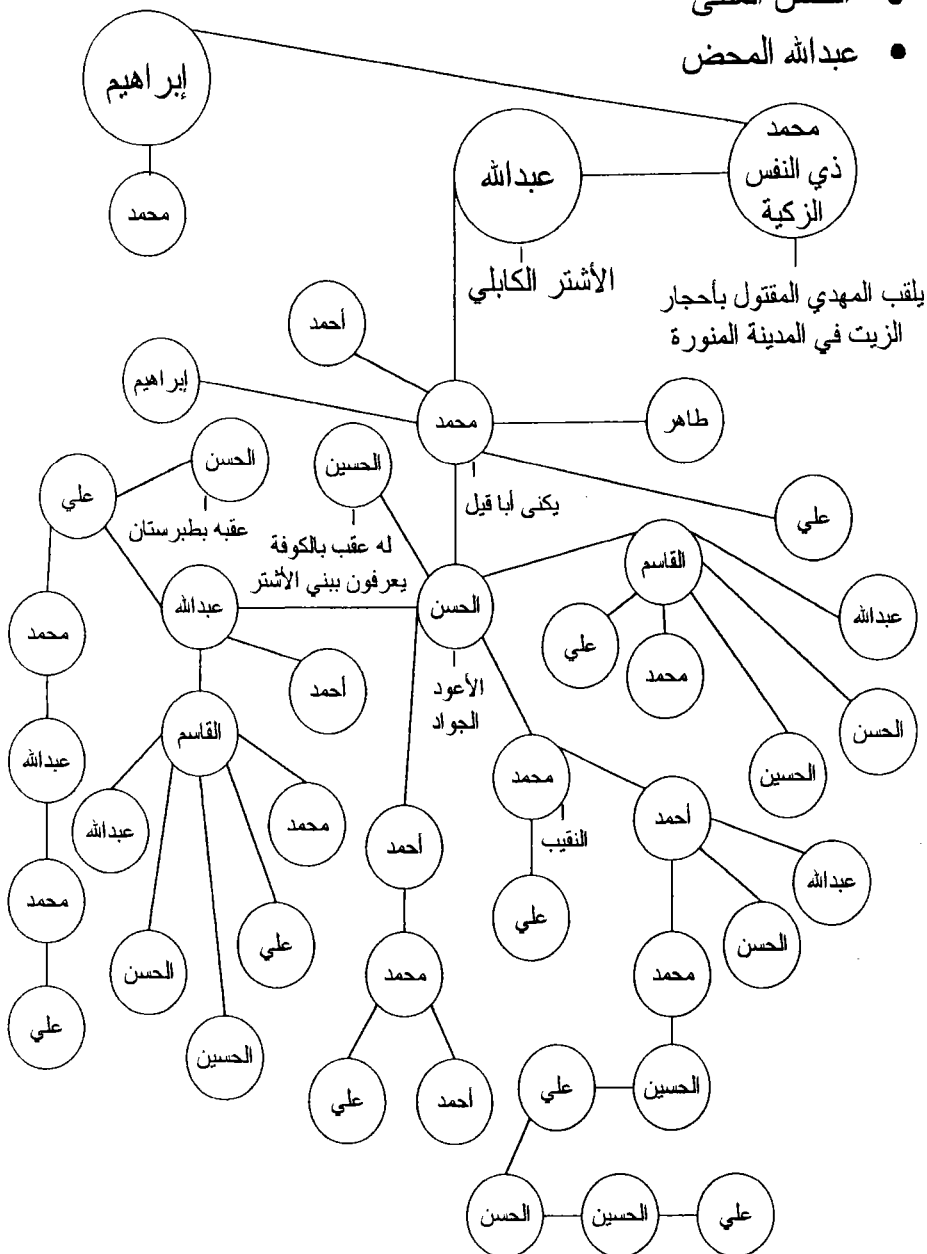 • عبدالله المحض
إبراهيم
محمد
ذي النفس
الزكية
عبدالله
محمد
الأشتر الكابلي
يلقب المهدي المقتول بأحجار
الزيت في المدينة المنورة
أحمد
إبراهيم
محمد
طاهر
يكنى أبا قيل
علي
الحسين
الحسن
علي
له عقب بالكوفة
يعرفون ببني الأشتر
عقبه بطبرستان
القاسم
عبدالله
الحسن
عبدالله
محمد
علي
محمد
أحمد
الأعود
الجواد
الحسن
الحسين
القاسم
محمد
النقيب
أحمد
عبدالله
عبدالله
محمد
أحمد
عبدالله
محمد
علي
الحسن
علي
الحسن
محمد
محمد
علي
الحسين
الحسين
علي
أحمد
علي
الحسن
الحسين
علي